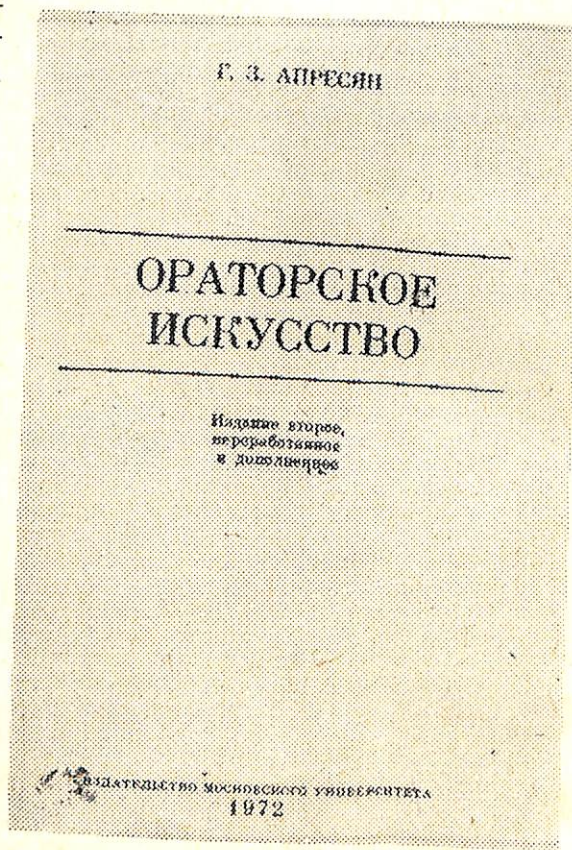 Г. З. АПРЕСЯН
ОРАТОРСКОЕ
ИСКУССТВО
Издание второе,
переработанное
и дополненное
ИЗДАТЕЛЬСТВО МОСКОВСКОГО УНИВЕРСИТЕТА
1972